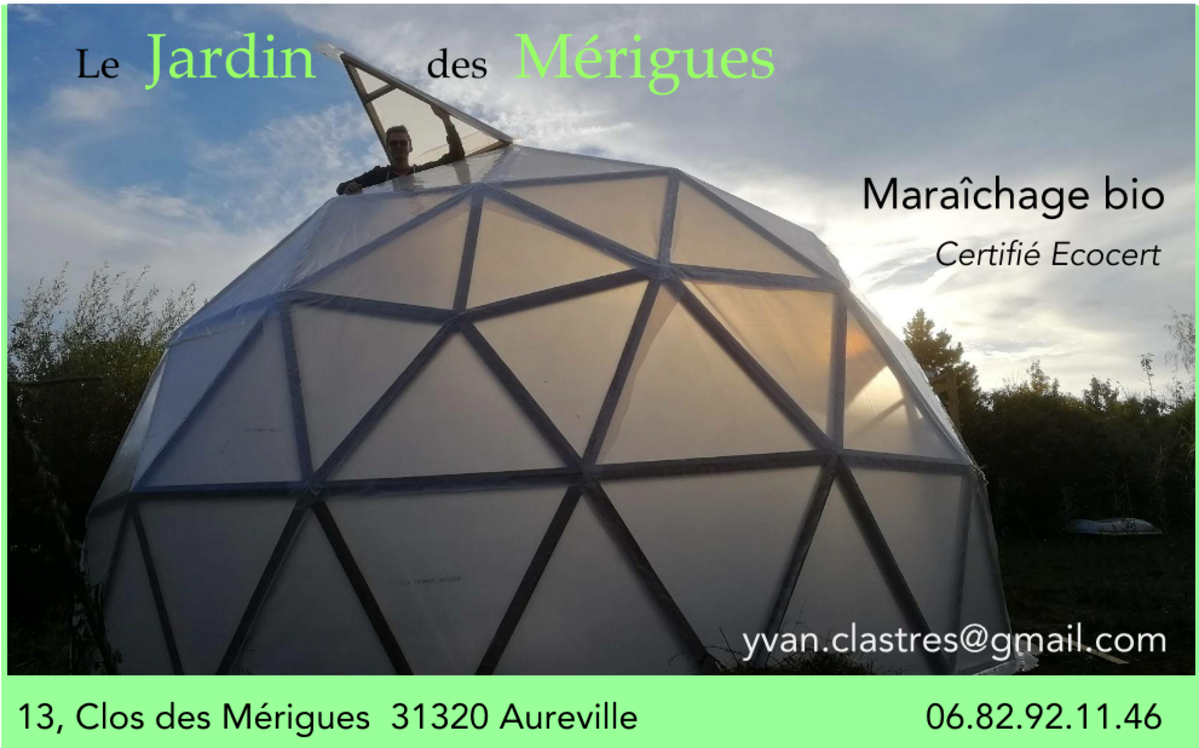 Le Jardin des Mérigues
Maraîchage bio
Certifié Ecocert
yvan.clastres@gmail.com
13, Clos des Mérigues 31320 Aureville
06.82.92.11.46